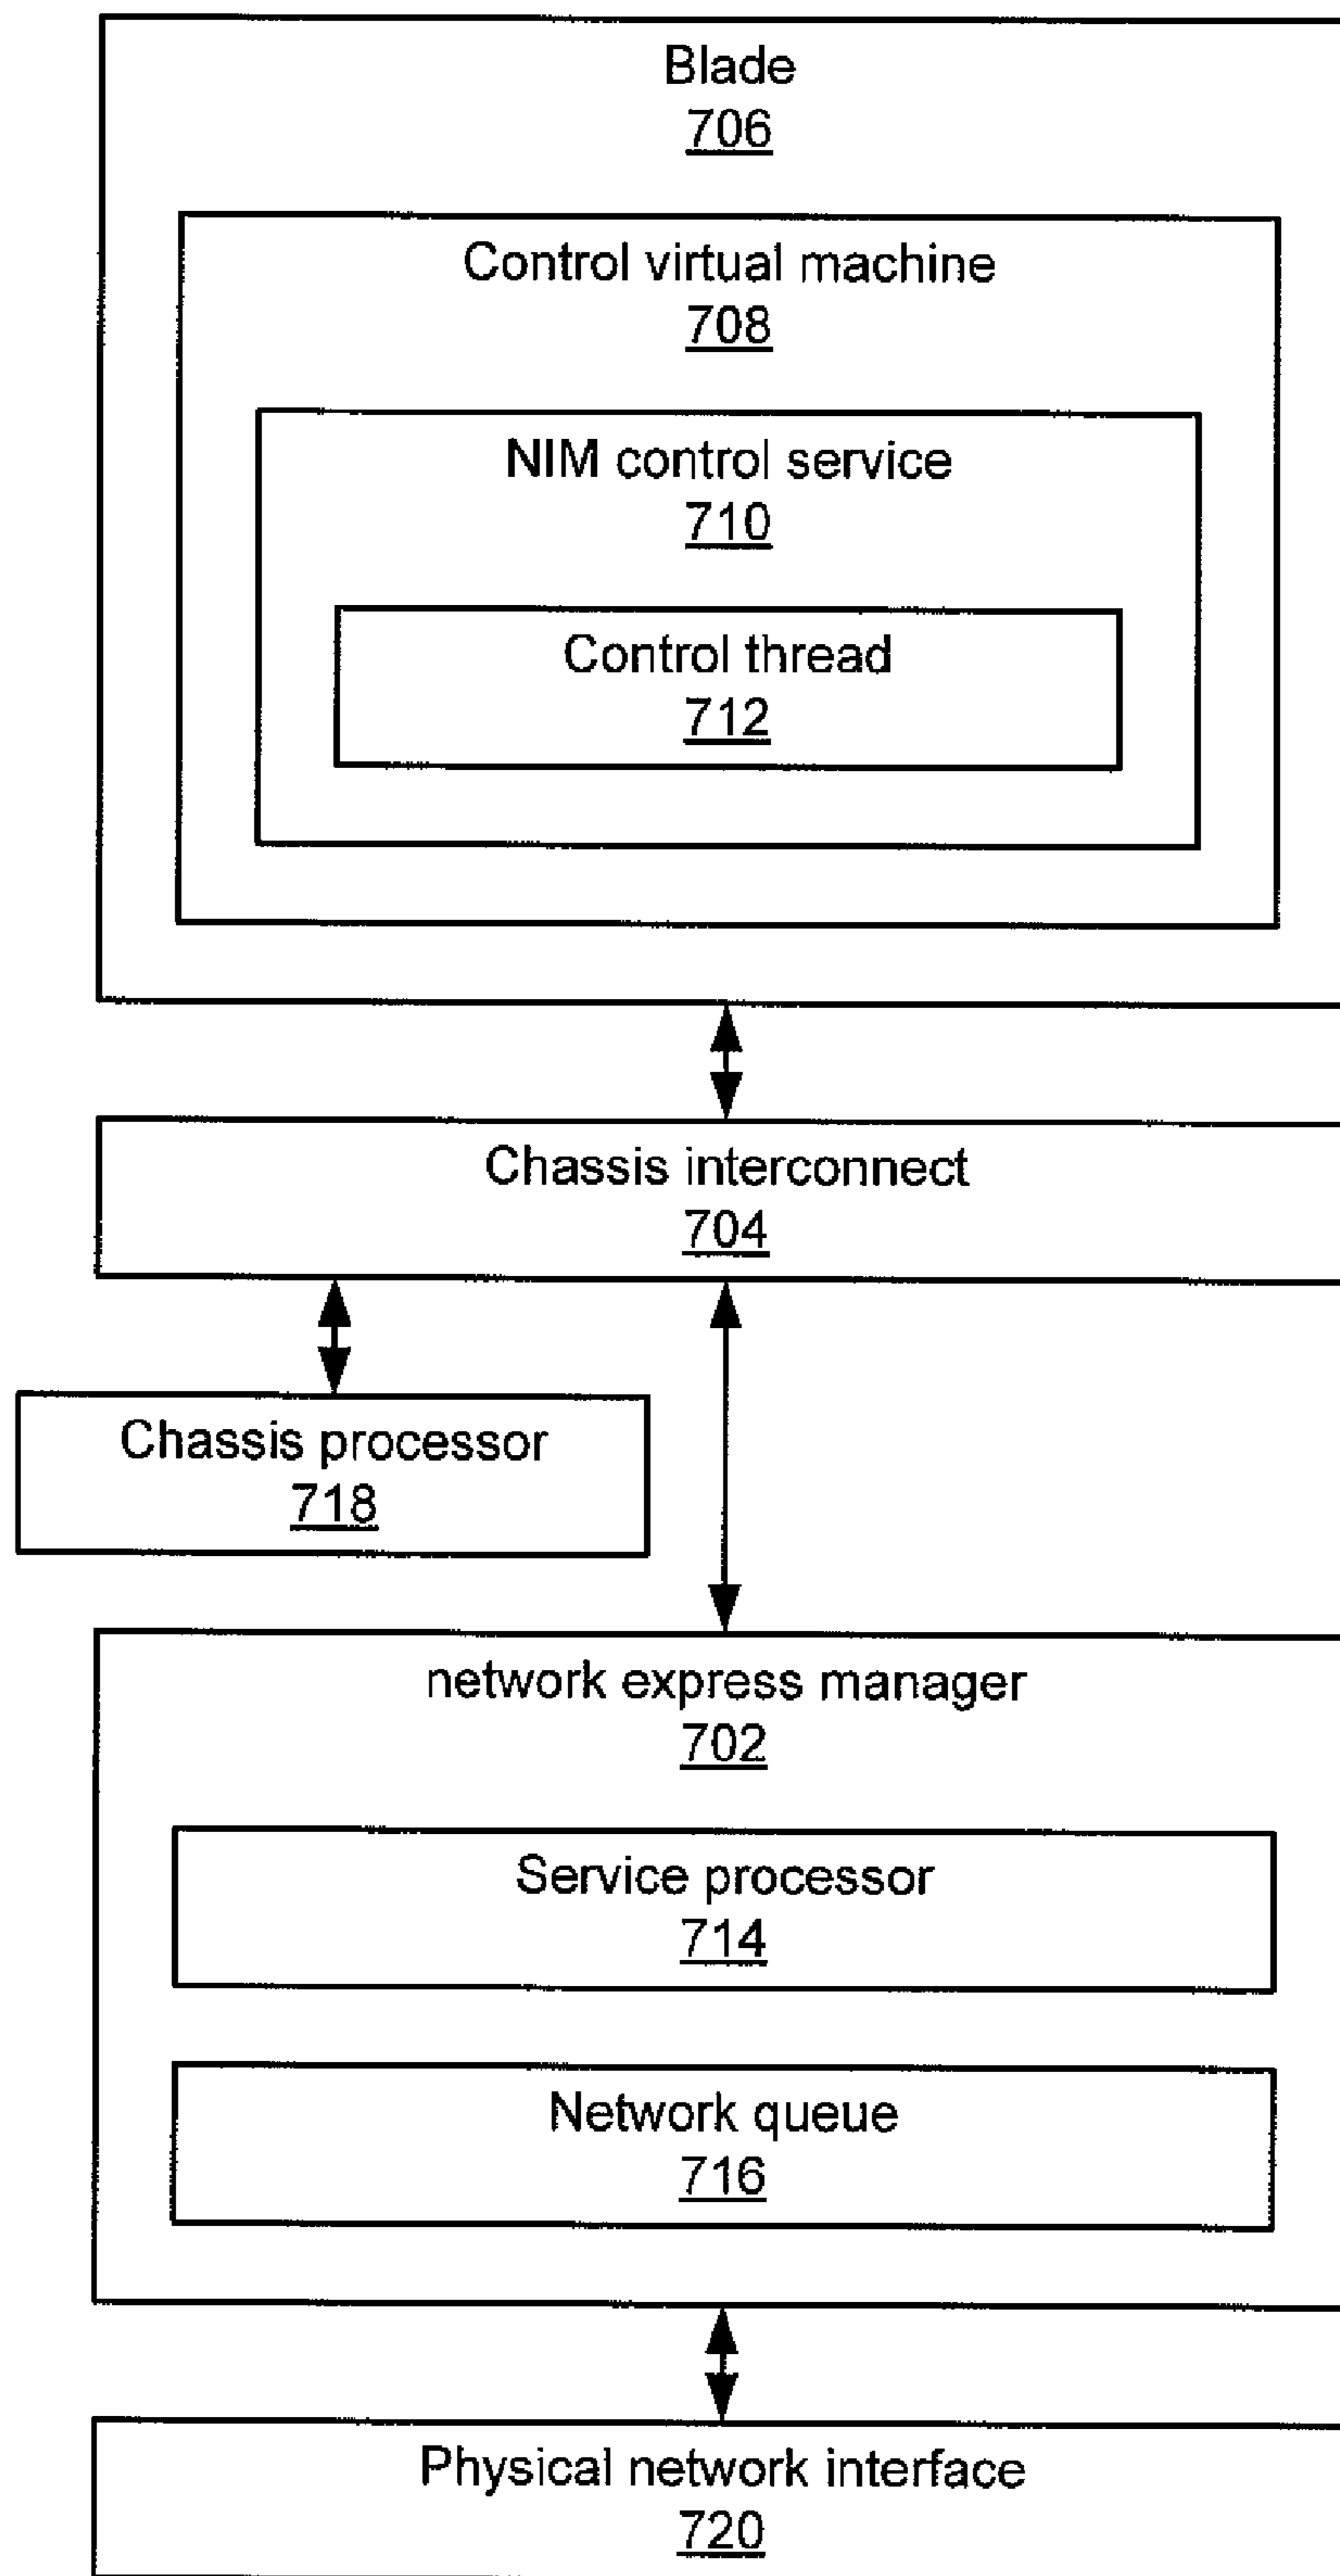 Blade
706
Control virtual machine
708
NIM control service
710
Control thread
712
Chassis interconnect
704
Chassis processor
718
network express manager
702
Service processor
714
Network queue
716
Physical network interface
720